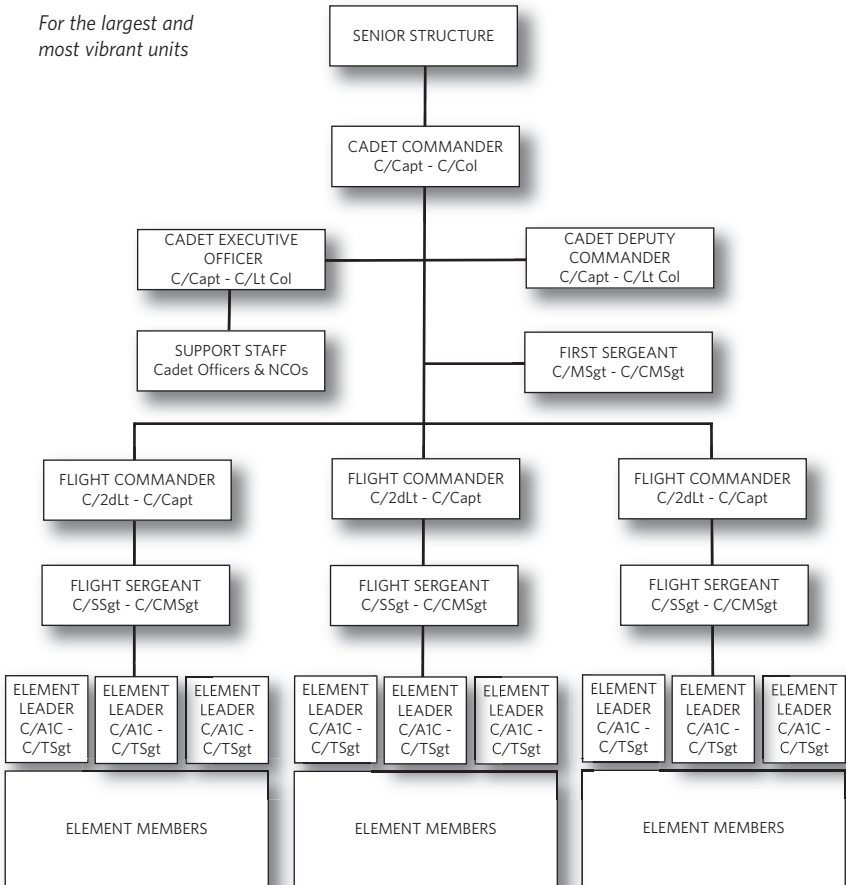 For the largest and
most vibrant units
SENIOR STRUCTURE
CADET COMMANDER
C/Capt - C/Col
CADET EXECUTIVE
OFFICER
C/Capt - C/Lt Col
CADET DEPUTY
COMMANDER
C/Capt - C/Lt Col
SUPPORT STAFF
Cadet Officers & NCOs
FIRST SERGEANT
C/MSgt - C/CMSgt
FLIGHT COMMANDER
C/2dLt - C/Capt
FLIGHT COMMANDER
C/2dLt - C/Capt
FLIGHT COMMANDER
C/2dLt - C/Capt
FLIGHT SERGEANT
C/SSgt - C/CMSgt
FLIGHT SERGEANT
C/SSgt - C/CMSgt
FLIGHT SERGEANT
C/SSgt - C/CMSgt
ELEMENT
LEADER
C/A1C -
C/TSgt
ELEMENT
LEADER
C/A1C -
C/TSgt
ELEMENT
LEADER
C/A1C -
C/TSgt
ELEMENT
LEADER
C/A1C -
C/TSgt
ELEMENT
LEADER
C/A1C -
C/TSgt
ELEMENT
LEADER
C/A1C -
C/TSgt
ELEMENT
LEADER
C/A1C -
C/TSgt
ELEMENT
LEADER
C/A1C -
C/TSgt
ELEMENT
LEADER
C/A1C -
C/TSgt
ELEMENT MEMBERS
ELEMENT MEMBERS
ELEMENT MEMBERS